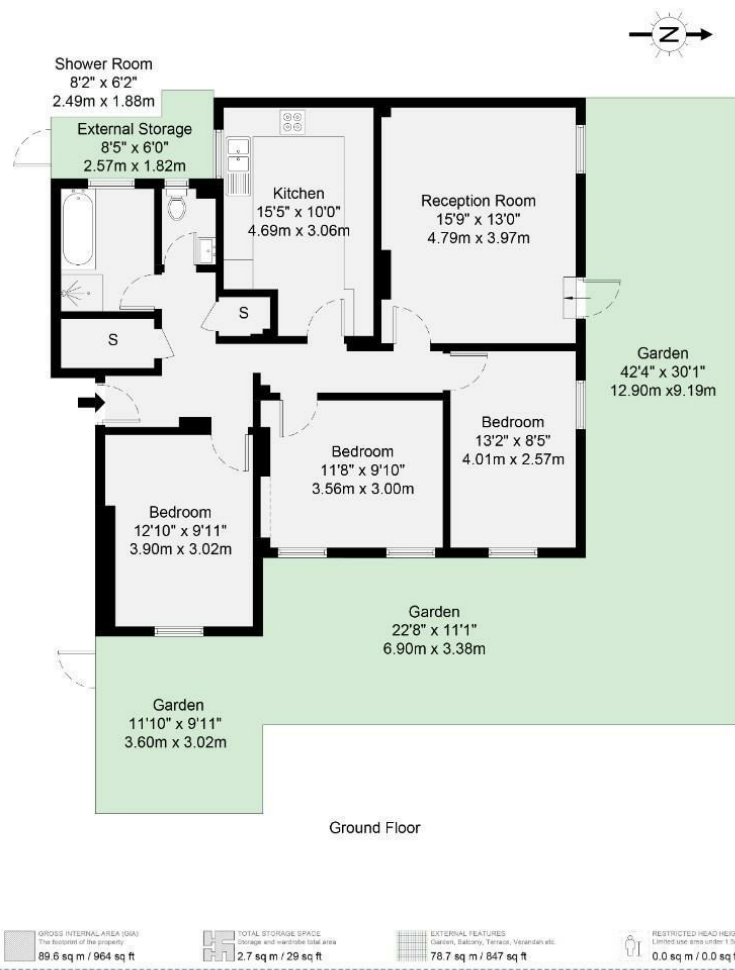 N
Shower Room
8'2" x 6'2"
2.49m x 1.88m
External Storage
8'5" x 6'0"
2.57m x 1.82m
Kitchen
15'5" x 10'0"
4.69m x 3.06m
Reception Room
15'9" x 13'0"
4.79m x 3.97m
S
S
Garden
42'4" x 30'1"
12.90m x9.19m
Bedroom
13'2" x 8'5"
4.01m x 2.57m
Bedroom
11'8" x 9'10"
3.56m x 3.00m
Bedroom
12'10" x 9'11"
3.90m x 3.02m
Garden
22'8" x 11'1"
6.90m x 3.38m
Garden
11'10" x 9'11"
3.60m x 3.02m
Ground Floor
GROSS INTERNAL AREA (GIA)
The footprint of the property
89.6 sq m / 964 sq ft
TOTAL STORAGE SPACE
Storage and wardrobe total area
2.7 sq m / 29 sq ft
EXTERNAL FEATURES
Garden, Balcony, Terrace, Verandah etc.
78.7 sq m / 847 sq ft
RESTRICTED HEAD HEIG
Limited use area under 1.5
0.0 sq m / 0.0 sq f